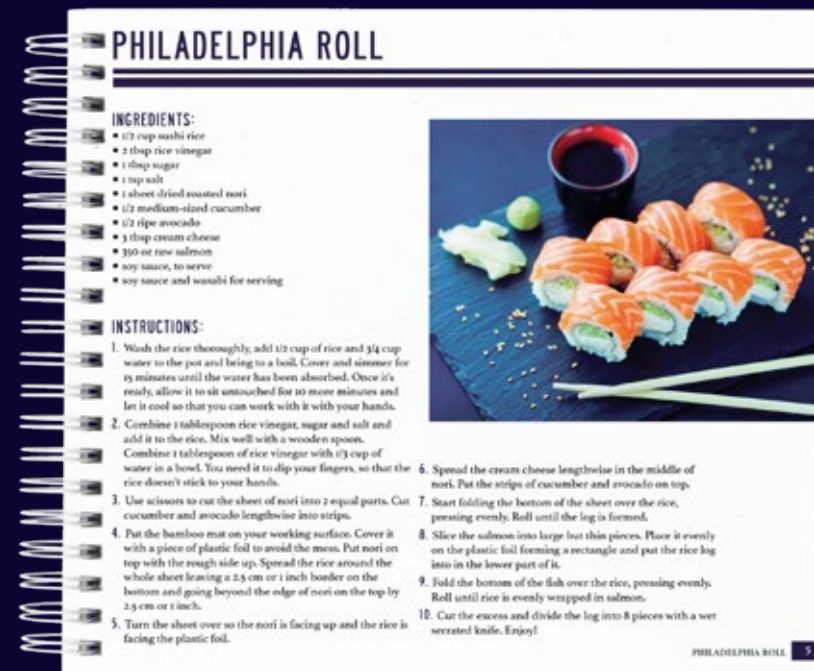 PHILADELPHIA ROLL
INGREDIENTS:
▪ 1/2 cup sushi rice
▪ 2 tbsp rice vinegar
▪ 1 tbsp sugar
▪ 1 tsp salt
▪ 1 sheet dried roasted nori
▪ 1/2 medium-sized cucumber
▪ 1/2 ripe avocado
▪ 3 tbsp cream cheese
▪ 350 oz raw salmon
▪ soy sauce, to serve
▪ soy sauce and wasabi for serving
INSTRUCTIONS:
1. Wash the rice thoroughly, add 1/2 cup of rice and 3/4 cup
water to the pot and bring to a boil. Cover and simmer for
15 minutes until the water has been absorbed. Once it's
ready, allow it to sit untouched for 10 more minutes and
let it cool so that you can work with it with your hands.
2. Combine 1 tablespoon rice vinegar, sugar and salt and
add it to the rice. Mix well with a wooden spoon.
Combine 1 tablespoon of rice vinegar with 1/3 cup of
water in a bowl. You need it to dip your fingers, so that the
rice doesn't stick to your hands.
3. Use scissors to cut the sheet of nori into 2 equal parts. Cut
cucumber and avocado lengthwise into strips.
4. Put the bamboo mat on your working surface. Cover it
with a piece of plastic foil to avoid the mess. Put nori on
top with the rough side up. Spread the rice around the
whole sheet leaving a 2.5 cm or 1 inch border on the
bottom and going beyond the edge of nori on the top by
2.5 cm or 1 inch.
5. Turn the sheet over so the nori is facing up and the rice is
facing the plastic foil.
6. Spread the cream cheese lengthwise in the middle of
nori. Put the strips of cucumber and avocado on top.
7. Start folding the bottom of the sheet over the rice,
pressing evenly. Roll until the log is formed.
8. Slice the salmon into large but thin pieces. Place it evenly
on the plastic foil forming a rectangle and put the rice log
into in the lower part of it.
9. Fold the bottom of the fish over the rice, pressing evenly.
Roll until rice is evenly wrapped in salmon.
10. Cut the excess and divide the log into 8 pieces with a wet
serrated knife. Enjoy!
PHILADELPHIA ROLL 5